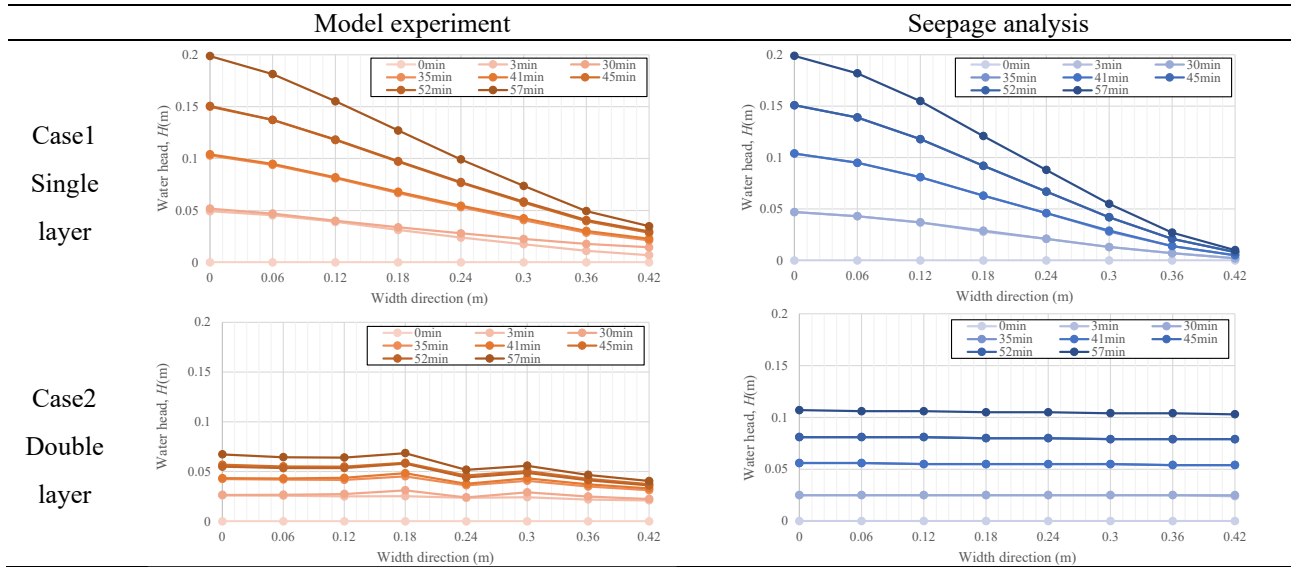 Model experiment
Seepage analysis
Case1
Single
layer
Water head, H(m)
0.2
0.15
0.1
0.05
0
0min 3min 30min
35min 41min 45min
52min 57min
0 0.06 0.12 0.18 0.24 0.3 0.36 0.42
Width direction (m)
Water head, H(m)
0.2
0.15
0.1
0.05
0
0min 3min 30min
35min 41min 45min
52min 57min
0 0.06 0.12 0.18 0.24 0.3 0.36 0.42
Width direction (m)
Case2
Double
layer
Water head, H(m)
0.2
0.15
0.1
0.05
0
0min 3min 30min
35min 41min 45min
52min 57min
0 0.06 0.12 0.18 0.24 0.3 0.36 0.42
Width direction (m)
Water head, H(m)
0.2
0.15
0.1
0.05
0
0min 3min 30min
35min 41min 45min
52min 57min
0 0.06 0.12 0.18 0.24 0.3 0.36 0.42
Width direction (m)